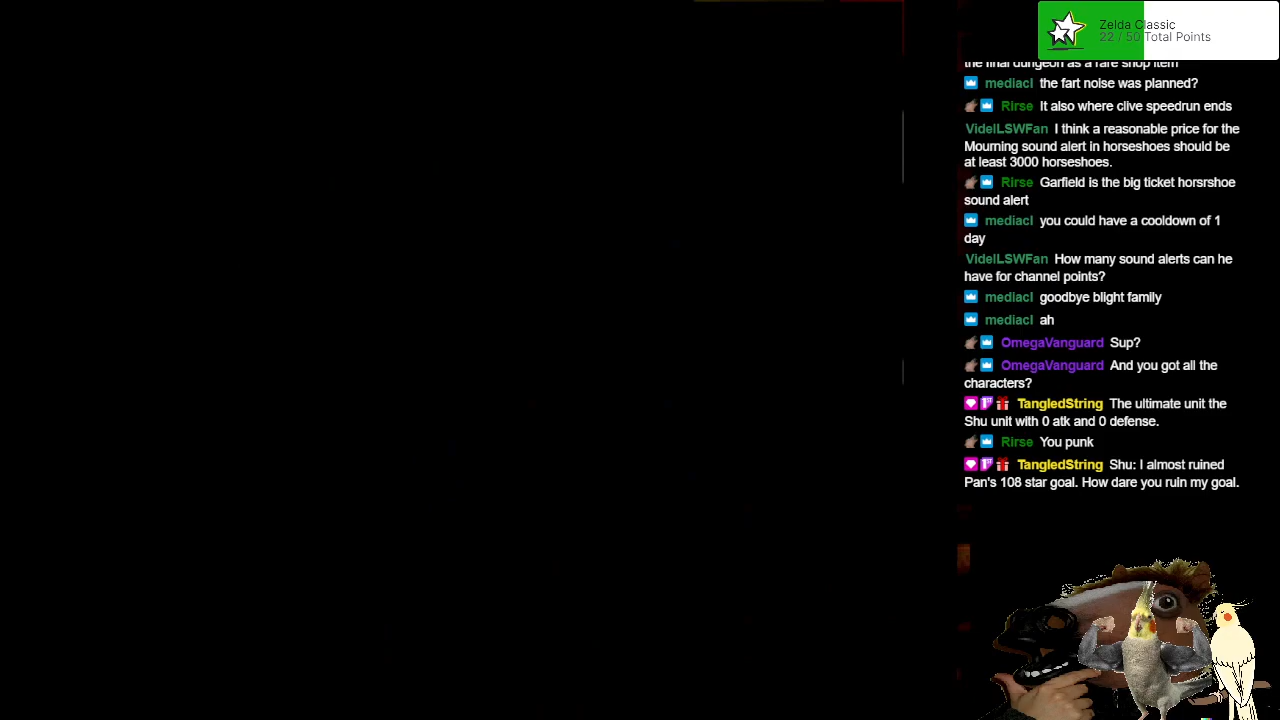 Zelda Classic
22 / 50 Total Points
the final dungeon as a rare shop item
mediacl the fart noise was planned?
Rirse It also where clive speedrun ends
VidelLSWFan I think a reasonable price for the
Mourning sound alert in horseshoes should be
at least 3000 horseshoes.
Rirse Garfield is the big ticket horsrshoe
sound alert
mediacl you could have a cooldown of 1
day
VidelLSWFan How many sound alerts can he
have for channel points?
mediacl goodbye blight family
mediacl ah
OmegaVanguard Sup?
OmegaVanguard And you got all the
characters?
TangledString The ultimate unit the
Shu unit with 0 atk and 0 defense.
Rirse You punk
TangledString Shu: I almost ruined
Pan's 108 star goal. How dare you ruin my goal.